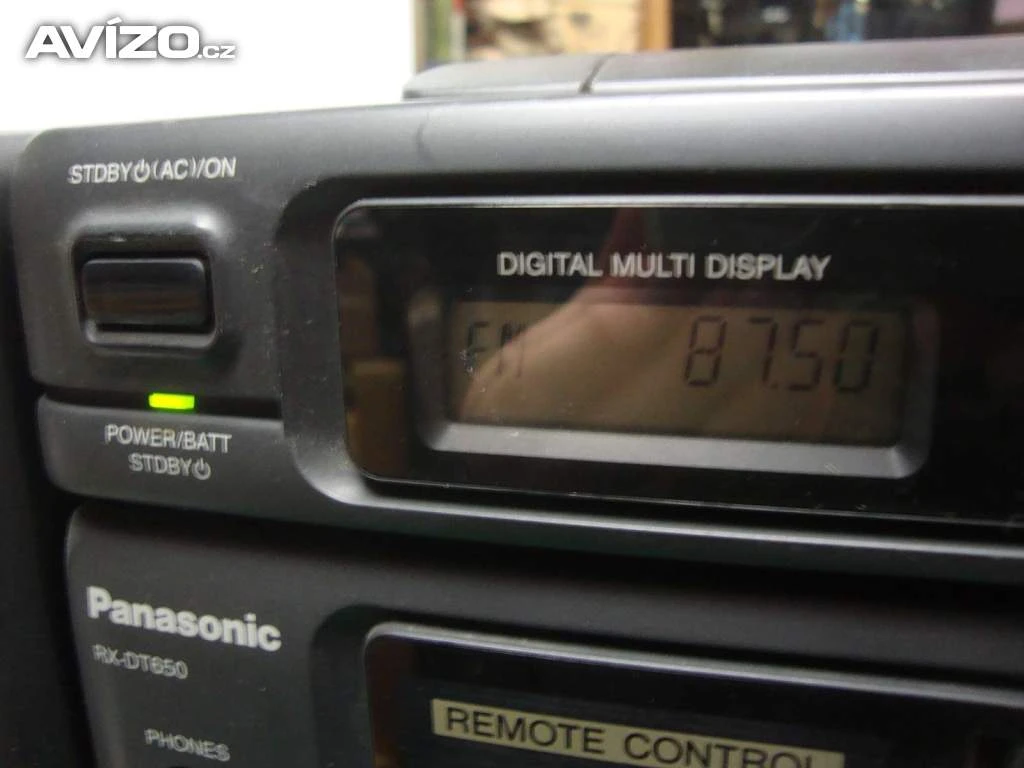 AVÍZO.cz
STDBY⏻(AC)/ON
DIGITAL MULTI DISPLAY
FM 87.50
POWER/BATT
STDBY⏻
Panasonic
RX-DT650
PHONES
REMOTE CONTROL